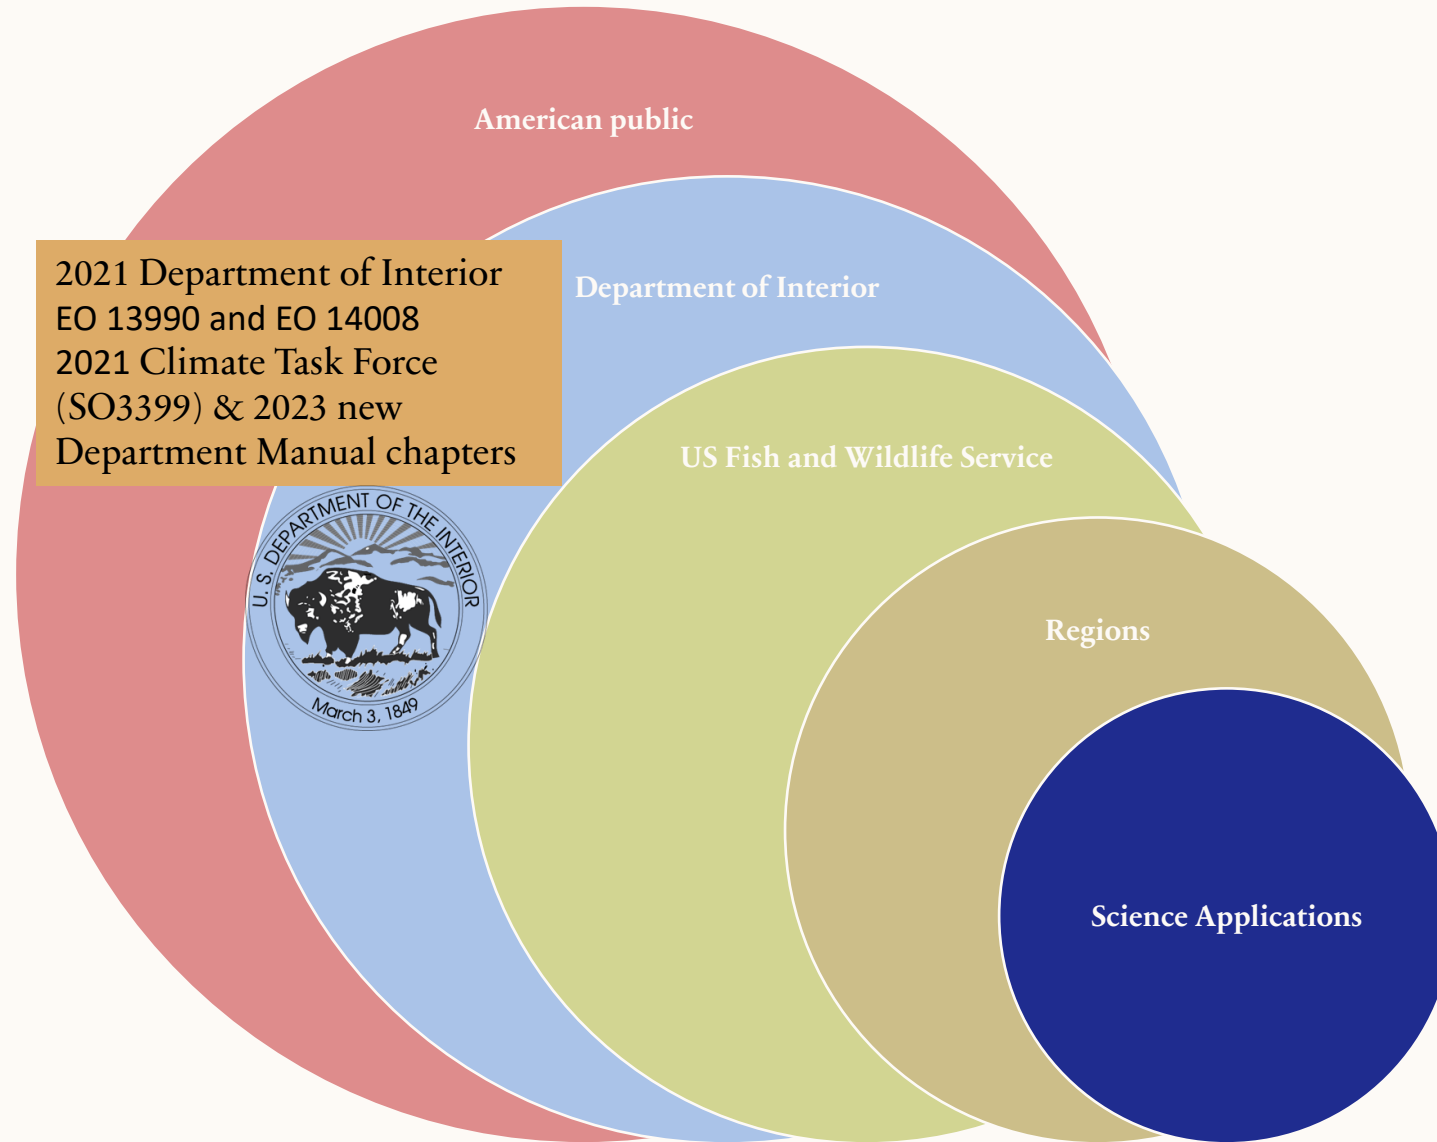 American public
2021 Department of Interior
EO 13990 and EO 14008
2021 Climate Task Force
(SO3399) & 2023 new
Department Manual chapters
Department of Interior
US Fish and Wildlife Service
U. S. DEPARTMENT OF THE INTERIOR
March 3, 1849
Regions
Science Applications